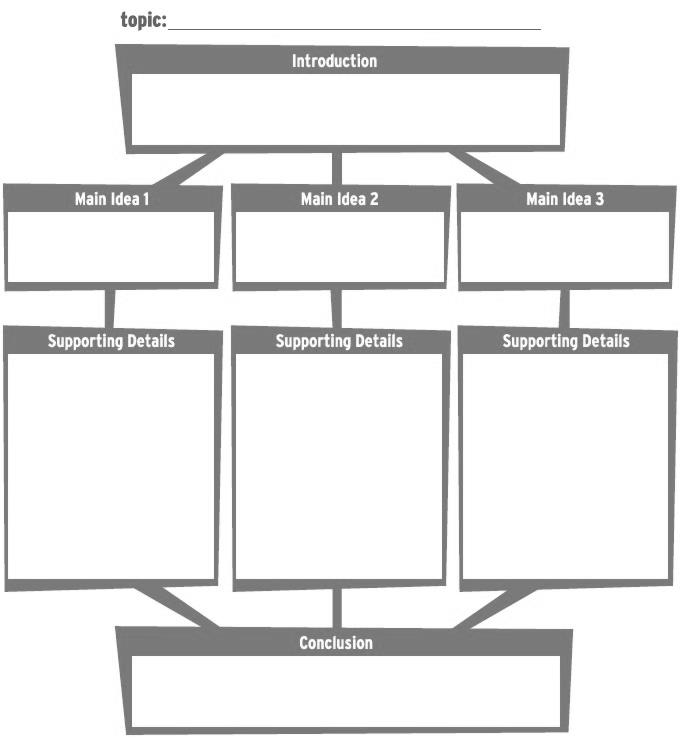 topic:
Introduction
Main Idea 1
Main Idea 2
Main Idea 3
Supporting Details
Supporting Details
Supporting Details
Conclusion